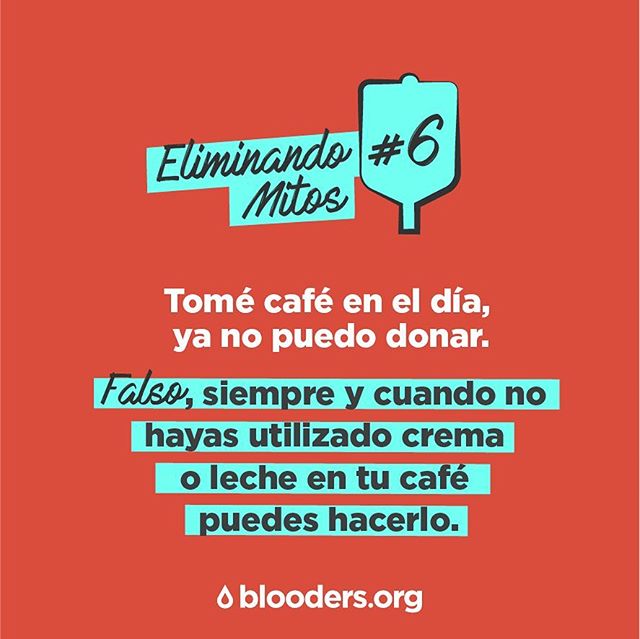 Eliminando #6
Mitos
Tomé café en el día,
ya no puedo donar.
Falso, siempre y cuando no
hayas utilizado crema
o leche en tu café
puedes hacerlo.
blooders.org